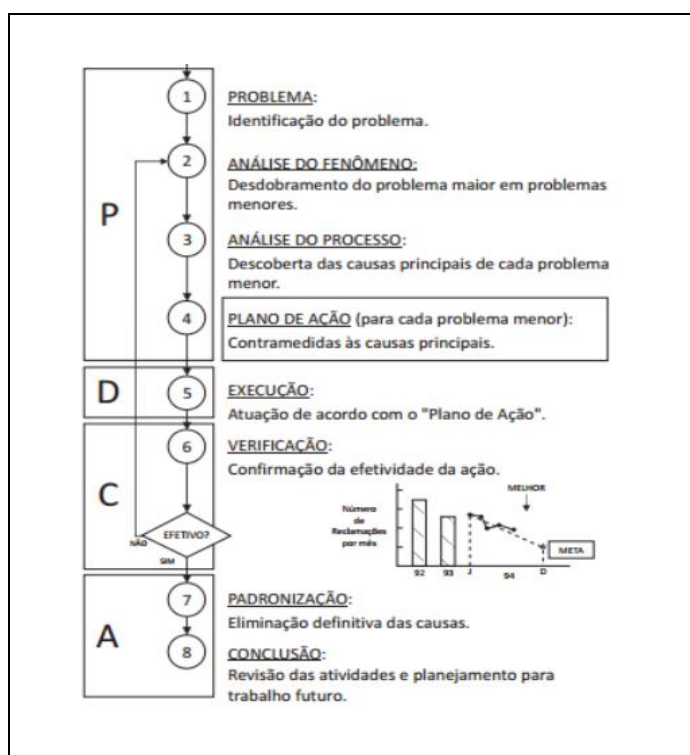 P
1
PROBLEMA:
Identificação do problema.
2
ANÁLISE DO FENÔMENO:
Desdobramento do problema maior em problemas
menores.
3
ANÁLISE DO PROCESSO:
Descoberta das causas principais de cada problema
menor.
4
PLANO DE AÇÃO (para cada problema menor):
Contramedidas às causas principais.
D
5
EXECUÇÃO:
Atuação de acordo com o "Plano de Ação".
C
6
VERIFICAÇÃO:
Confirmação da efetividade da ação.
EFETIVO?
NÃO
SIM
Número
de
Reclamações
por mês
MELHOR
META
92 93 J 94 D
A
7
PADRONIZAÇÃO:
Eliminação definitiva das causas.
8
CONCLUSÃO:
Revisão das atividades e planejamento para
trabalho futuro.